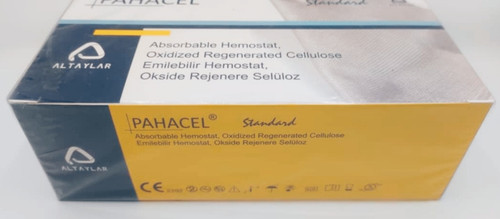 PAHACEL Standard
Absorbable Hemostat,
Oxidized Regenerated Cellulose
Emilebilir Hemostat,
Okside Rejenere Selüloz
ALTAYLAR
PAHACEL® Standard
Absorbable Hemostat, Oxidized Regenerated Cellulose
Emilebilir Hemostat, Okside Rejenere Selüloz
ALTAYLAR
CE